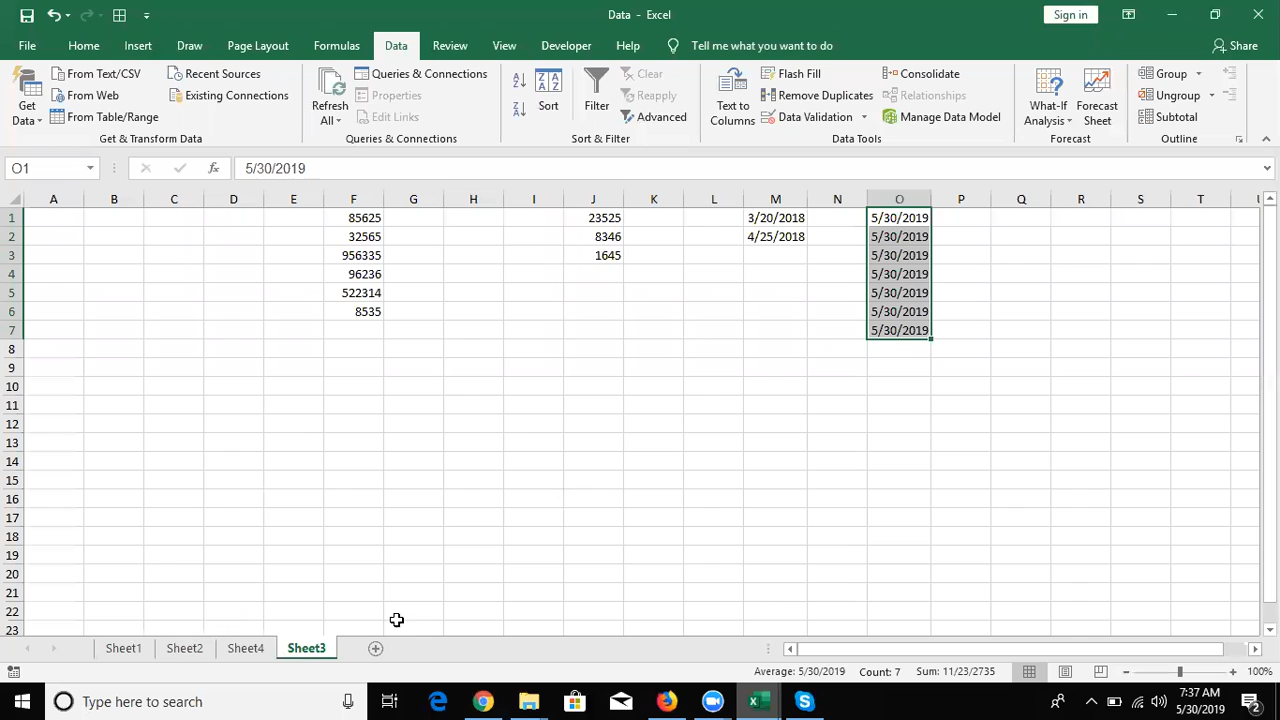 Data - Excel
Sign in
File Home Insert Draw Page Layout Formulas Data Review View Developer Help Tell me what you want to do Share
Get Data
From Text/CSV
From Web
From Table/Range
Recent Sources
Existing Connections
Get & Transform Data
Refresh All
Queries & Connections
Properties
Edit Links
Queries & Connections
Sort
Filter
Clear
Reapply
Advanced
Sort & Filter
Text to Columns
Flash Fill
Remove Duplicates
Data Validation
Consolidate
Relationships
Manage Data Model
Data Tools
What-If Analysis
Forecast Sheet
Forecast
Group
Ungroup
Subtotal
Outline
O1 fx 5/30/2019
A B C D E F G H I J K L M N O P Q R S T
1 85625 23525 3/20/2018 5/30/2019
2 32565 8346 4/25/2018 5/30/2019
3 956335 1645 5/30/2019
4 96236 5/30/2019
5 522314 5/30/2019
6 8535 5/30/2019
7 5/30/2019
8
9
10
11
12
13
14
15
16
17
18
19
20
21
22
23
Sheet1 Sheet2 Sheet4 Sheet3
Average: 5/30/2019 Count: 7 Sum: 11/23/2735 100%
Type here to search
7:37 AM
5/30/2019
2